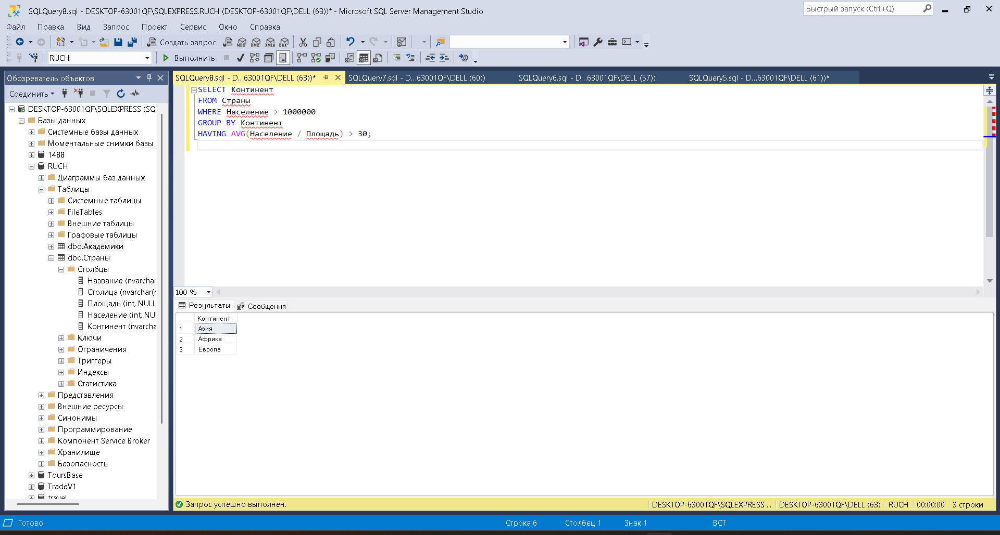 SQLQuery8.sql - DESKTOP-63001QF\SQLEXPRESS.RUCH (DESKTOP-63001QF\DELL (63))* - Microsoft SQL Server Management Studio
Быстрый запуск (Ctrl+Q)
Файл Правка Вид Запрос Проект Сервис Окно Справка
Создать запрос MDX DMX XMLA DAX
RUCH Выполнить
Обозреватель объектов
SQLQuery8.sql - D...63001QF\DELL (63))* SQLQuery7.sql - D...63001QF\DELL (60)) SQLQuery6.sql - D...63001QF\DELL (57)) SQLQuery5.sql - D...63001QF\DELL (61))*
Соединить
DESKTOP-63001QF\SQLEXPRESS (SQ
Базы данных
Системные базы данных
Моментальные снимки базы
1488
RUCH
Диаграммы баз данных
Таблицы
Системные таблицы
FileTables
Внешние таблицы
Графовые таблицы
dbo.Академики
dbo.Страны
Столбцы
Название (nvarchar
Столица (nvarchar(
Площадь (int, NULL
Население (int, NUL
Континент (nvarcha
Ключи
Ограничения
Триггеры
Индексы
Статистика
Представления
Внешние ресурсы
Синонимы
Программирование
Компонент Service Broker
Хранилище
Безопасность
ToursBase
TradeV1
travel
SELECT Континент
FROM Страны
WHERE Население > 1000000
GROUP BY Континент
HAVING AVG(Население / Площадь) > 30;
100 %
Результаты Сообщения
Континент
1 Азия
2 Африка
3 Европа
Запрос успешно выполнен. DESKTOP-63001QF\SQLEXPRESS ... DESKTOP-63001QF\DELL (63) RUCH 00:00:00 3 строки
Готово Строка 6 Столбец 1 Знак 1 ВСТ